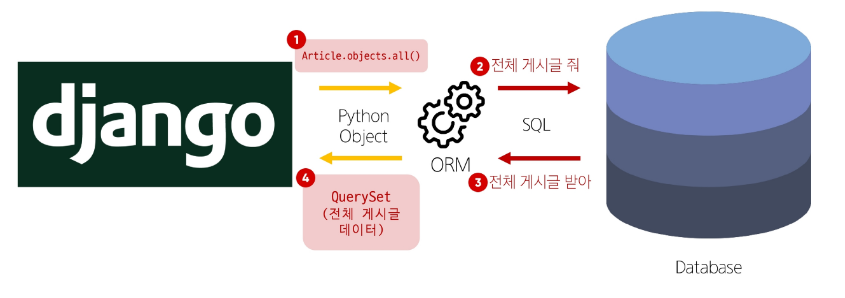 django
1
Article.objects.all()
Python
Object
2 전체 게시글 줘
SQL
ORM
3 전체 게시글 받아
4
QuerySet
(전체 게시글
데이터)
Database